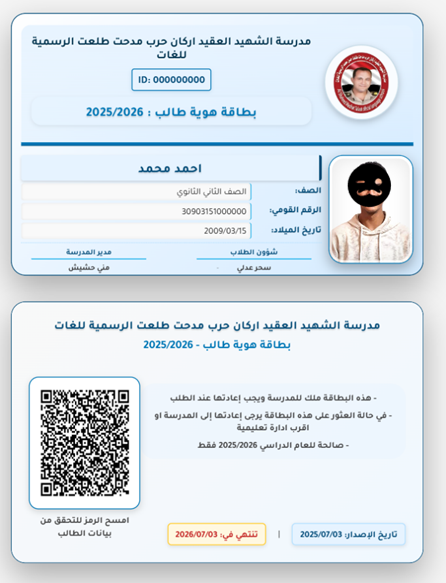 مدرسة الشهيد العقيد اركان حرب مدحت طلعت الرسمية
للغات
ID: 000000000
بطاقة هوية طالب : 2025/2026
احمد محمد
الصف: الصف الثاني الثانوي
الرقم القومي: 30903151000000
تاريخ الميلاد: 2009/03/15
شؤون الطلاب
سحر عدلي
مدير المدرسة
مني حشيش
مدرسة الشهيد العقيد اركان حرب مدحت طلعت الرسمية للغات
بطاقة هوية طالب - 2025/2026
- هذه البطاقة ملك للمدرسة ويجب إعادتها عند الطلب
- في حالة العثور على هذه البطاقة يرجى إعادتها إلى المدرسة او
اقرب ادارة تعليمية
- صالحة للعام الدراسي 2025/2026 فقط
امسح الرمز للتحقق من
بيانات الطالب
تاريخ الإصدار: 2025/07/03 | تنتهي في: 2026/07/03